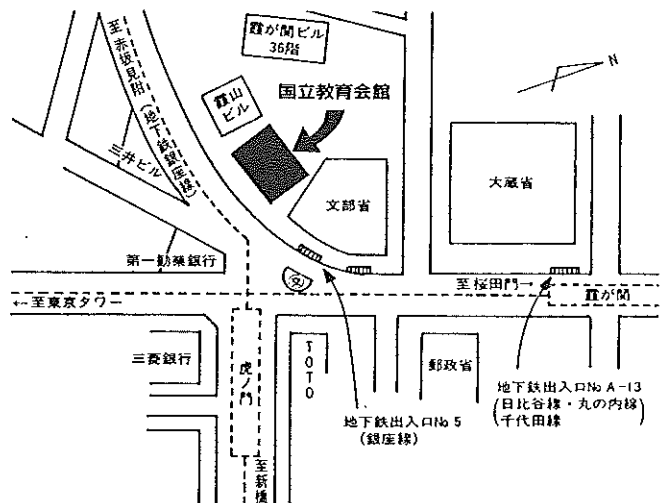 霞が関ビル
36階
N
至赤坂見附(地下鉄銀座線)
霞山
ビル
国立教育会館
三井ビル
文部省
大蔵省
第一勧業銀行
交
至桜田門→
霞が関
←至東京タワー
三菱銀行
虎ノ門
TOTO
郵政省
地下鉄出入口No.5
(銀座線)
地下鉄出入口No.A-13
(日比谷線・丸の内線
千代田線)
至新橋